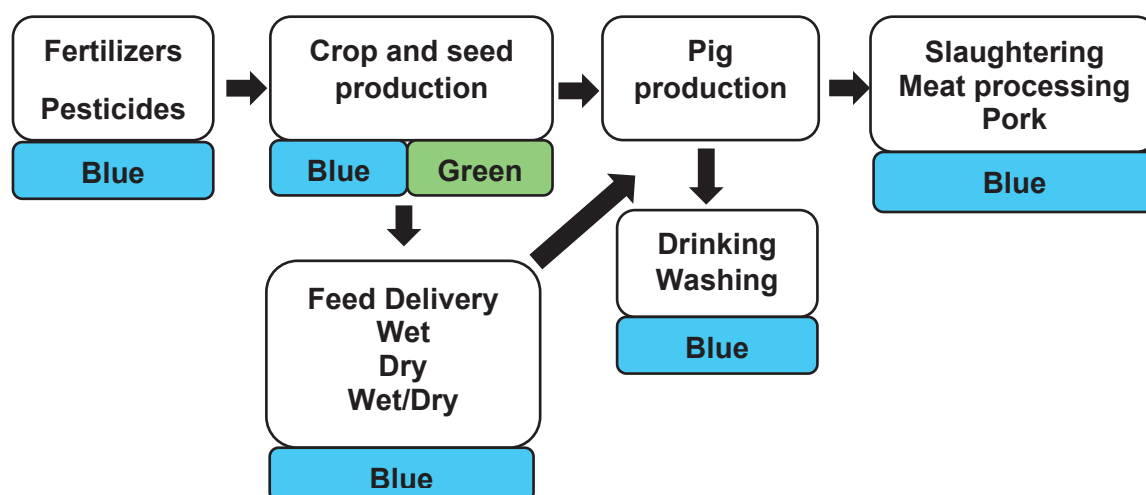 Fertilizers
Pesticides
Blue
Crop and seed
production
Blue
Green
Pig
production
Slaughtering
Meat processing
Pork
Blue
Feed Delivery
Wet
Dry
Wet/Dry
Blue
Drinking
Washing
Blue